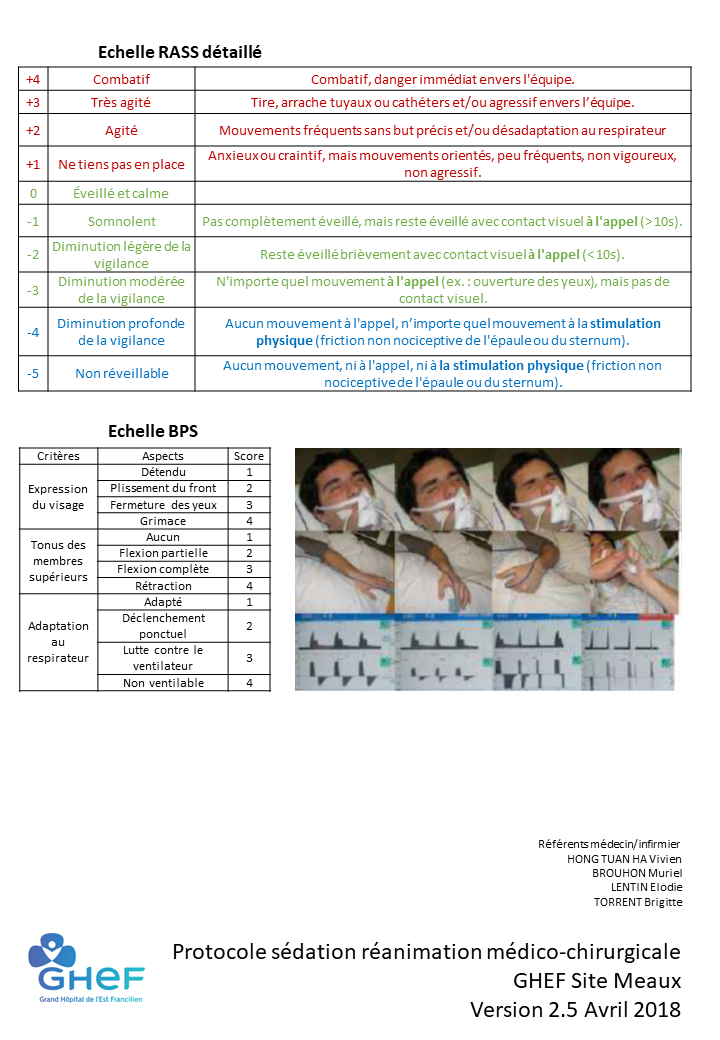 Echelle RASS détaillé
+4 Combatif Combatif, danger immédiat envers l'équipe.
+3 Très agité Tire, arrache tuyaux ou cathéters et/ou agressif envers l’équipe.
+2 Agité Mouvements fréquents sans but précis et/ou désadaptation au respirateur
+1 Ne tiens pas en place Anxieux ou craintif, mais mouvements orientés, peu fréquents, non vigoureux,
non agressif.
0 Éveillé et calme
-1 Somnolent Pas complètement éveillé, mais reste éveillé avec contact visuel à l'appel (> 10s).
-2 Diminution légère de la
vigilance Reste éveillé brièvement avec contact visuel à l'appel (< 10s).
-3 Diminution modérée
de la vigilance N'importe quel mouvement à l'appel (ex. : ouverture des yeux), mais pas de
contact visuel.
-4 Diminution profonde
de la vigilance Aucun mouvement à l'appel, n’importe quel mouvement à la stimulation
physique (friction non nociceptive de l'épaule ou du sternum).
-5 Non réveillable Aucun mouvement, ni à l'appel, ni à la stimulation physique (friction non
nociceptive de l'épaule ou du sternum).
Echelle BPS
Critères Aspects Score
Expression
du visage
Détendu 1
Plissement du front 2
Fermeture des yeux 3
Grimace 4
Tonus des
membres
supérieurs
Aucun 1
Flexion partielle 2
Flexion complète 3
Rétraction 4
Adaptation
au
respirateur
Adapté 1
Déclenchement
ponctuel 2
Lutte contre le
ventilateur 3
Non ventilable 4
Référents médecin/infirmier
HONG TUAN HA Vivien
BROUHON Muriel
LENTIN Elodie
TORRENT Brigitte
GHEF
Grand Hôpital de l'Est Francilien
Protocole sédation réanimation médico-chirurgicale
GHEF Site Meaux
Version 2.5 Avril 2018